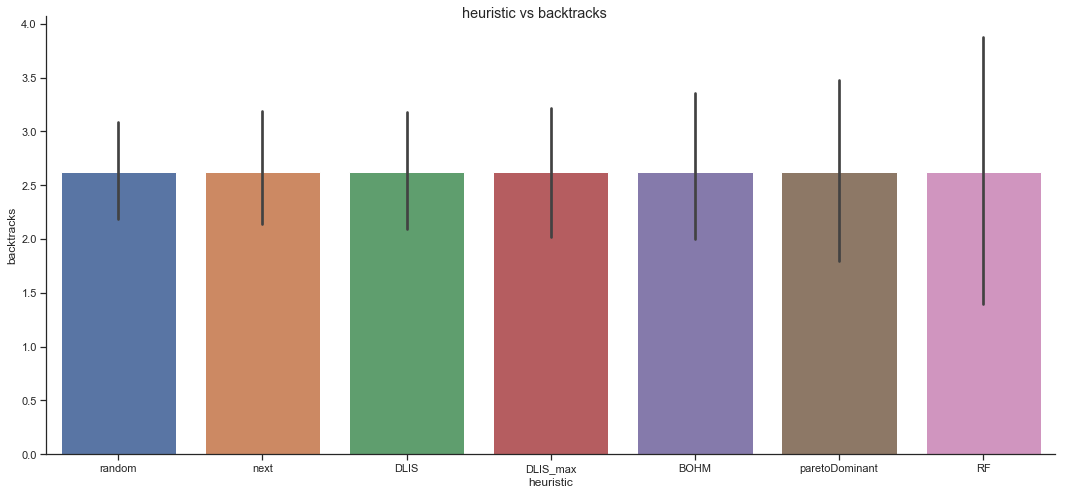 heuristic vs backtracks
4.0
3.5
3.0
2.5
2.0
1.5
1.0
0.5
0.0
backtracks
random next DLIS DLIS_max BOHM paretoDominant RF
heuristic